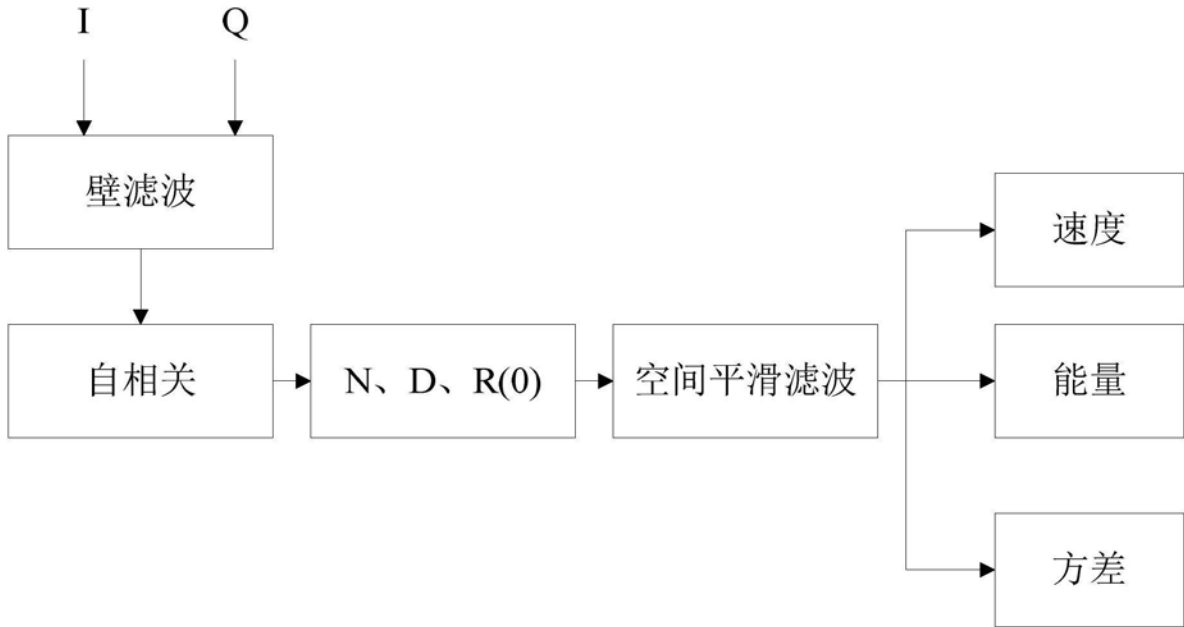 I
Q
壁滤波
自相关
N、D、R(0)
空间平滑滤波
速度
能量
方差